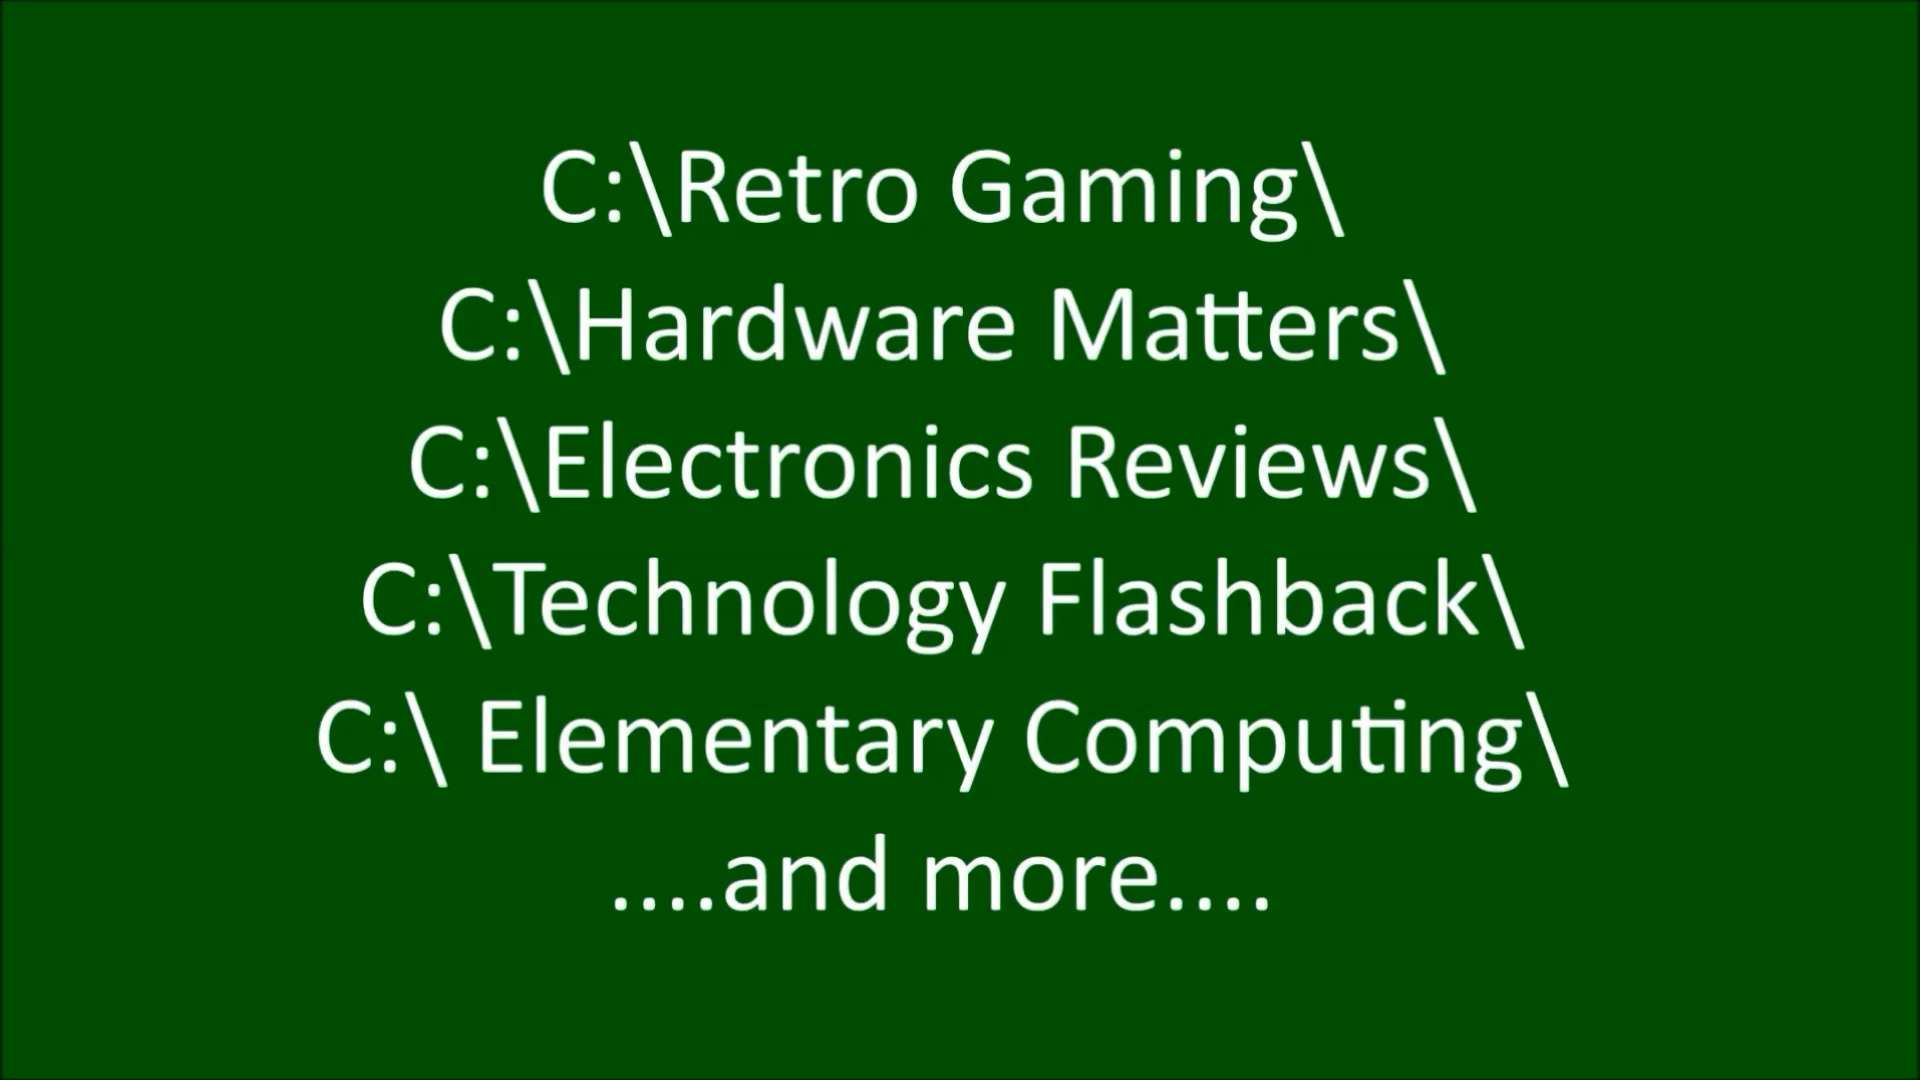 C:\Retro Gaming\
C:\Hardware Matters\
C:\Electronics Reviews\
C:\Technology Flashback\
C:\ Elementary Computing\
....and more....